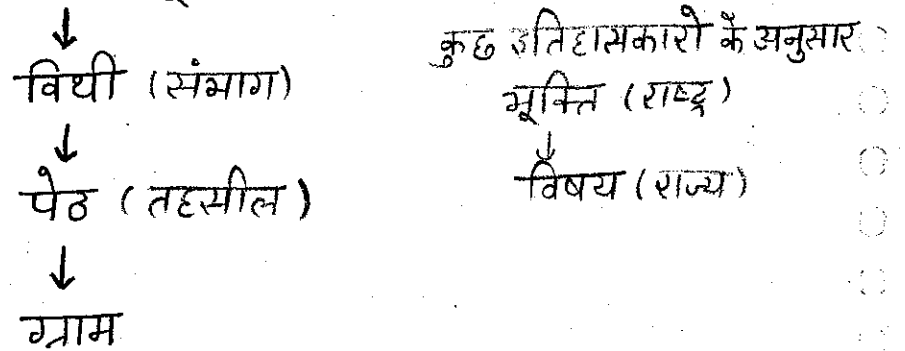 ↓
विथी (संभाग)
↓
पेठ (तहसील)
↓
ग्राम
कुछ इतिहासकारो के अनुसार
भूक्ति (राष्ट्र)
↓
विषय (राज्य)